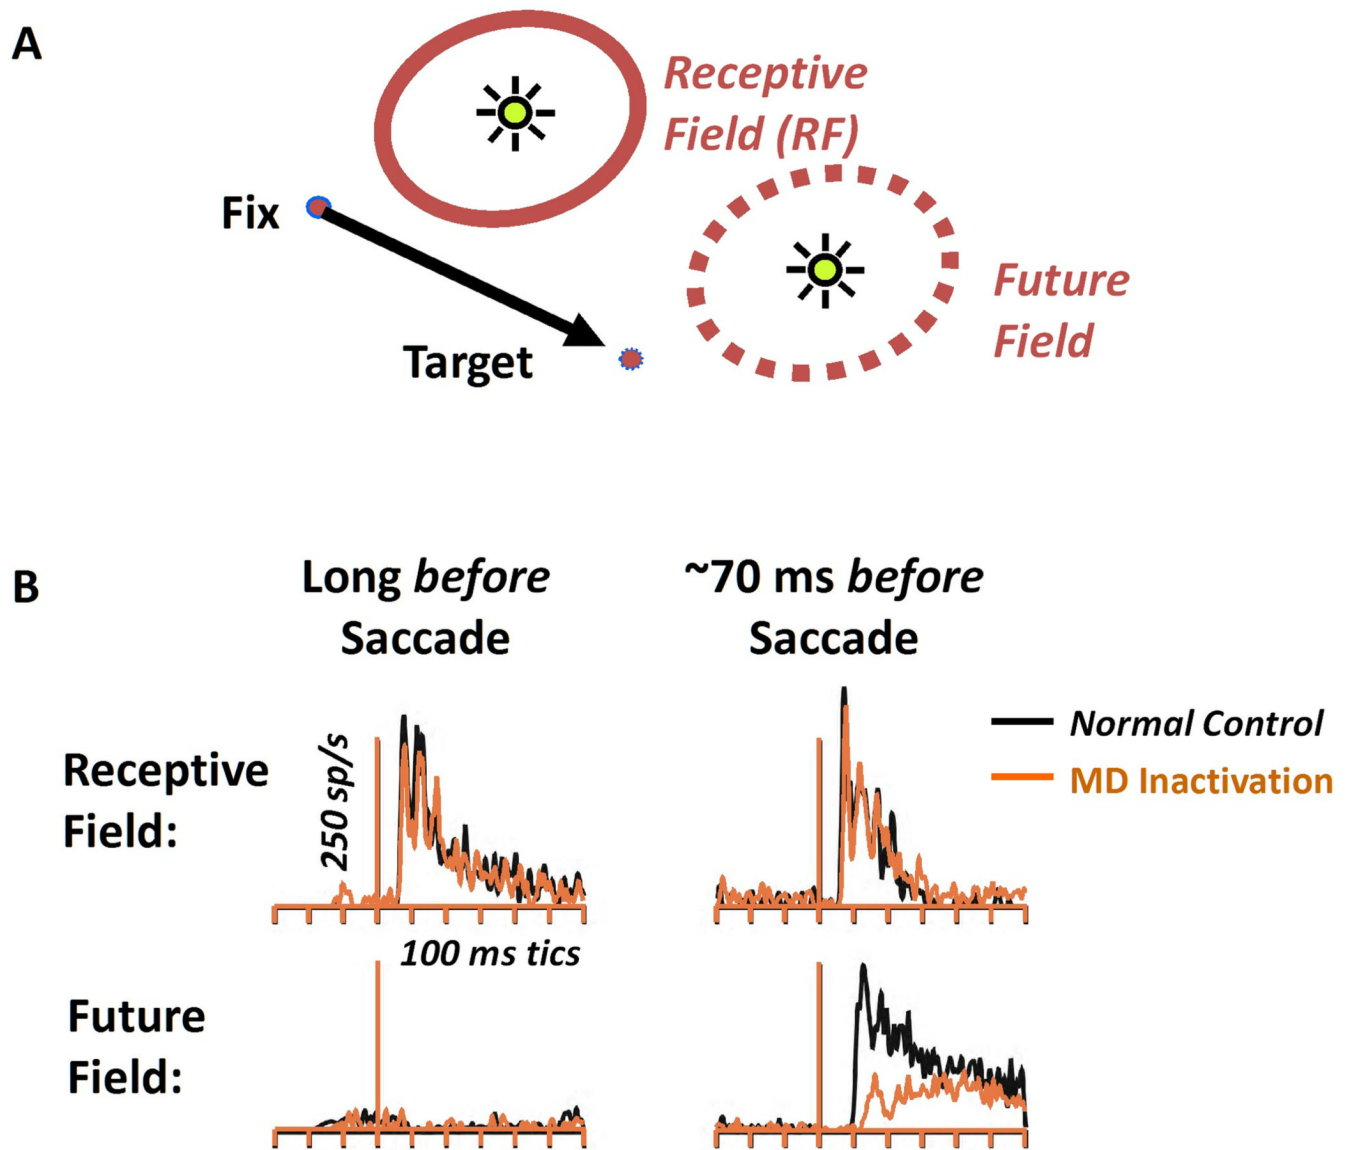 A
Receptive
Field (RF)
Fix
Target
Future
Field
B
Long before
Saccade
~70 ms before
Saccade
Receptive
Field:
250 sp/s
Normal Control
MD Inactivation
100 ms tics
Future
Field: